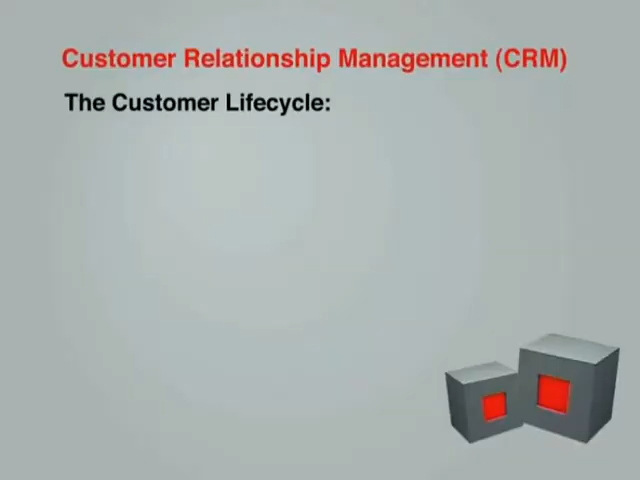 Customer Relationship Management (CRM)
The Customer Lifecycle: